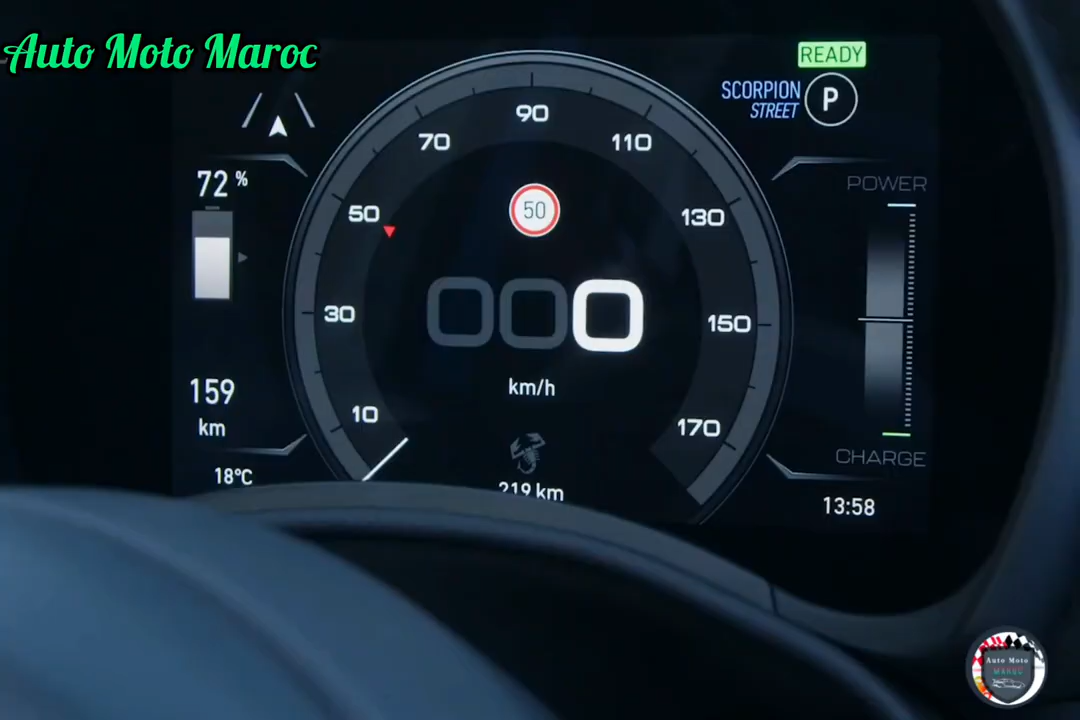 Auto Moto Maroc
READY
SCORPION
STREET
P
72 %
POWER
90
70
110
50
130
50
30
150
10
170
000
km/h
159
km
18°C
219 km
CHARGE
13:58
Auto Moto
MAROC